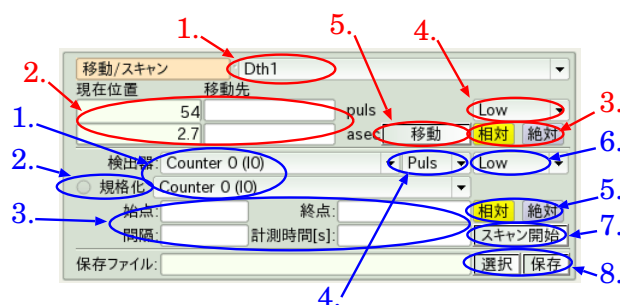 1. 5. 4.
移動/スキャン Dth1
2. 現在位置 移動先
54 puls Low 3.
1. 2.7 asec 移動 相対 絶対
検出器: Counter 0 (I0) Puls Low 6.
2. 規格化: Counter 0 (I0)
3. 始点: 終点: 相対 絶対 5.
間隔: 計測時間[s]: スキャン開始 7.
保存ファイル: 選択 保存 8.
4.